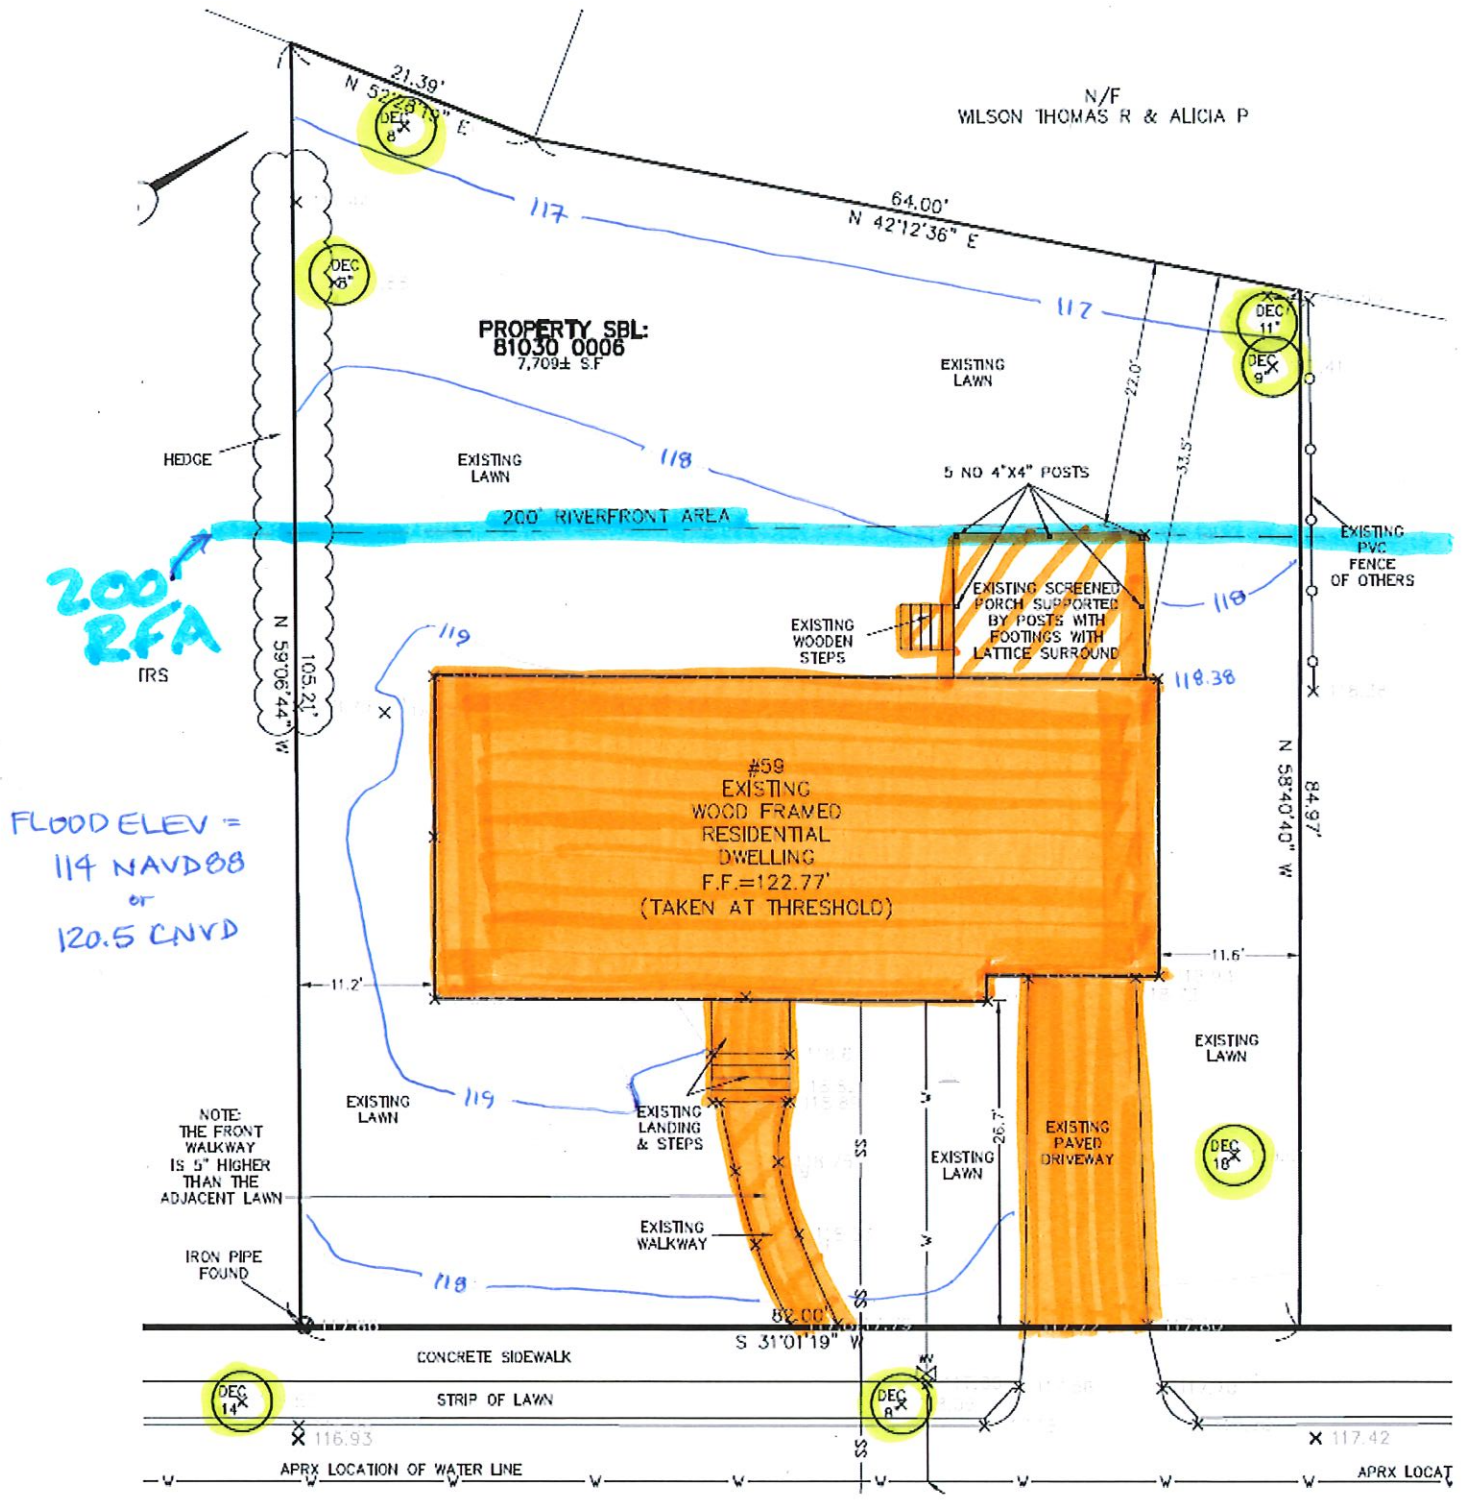 21.39'
N 52°28'19" E
DEC
8"
N/F
WILSON THOMAS R & ALICIA P
64.00'
N 42°12'36" E
117
DEC
8"
117
DEC
11"
DEC
9"
PROPERTY SBL:
81030 0006
7,709± S.F
EXISTING
LAWN
22.0'
33.5'
HEDGE
EXISTING
LAWN
118
5 NO 4"X4" POSTS
200' RIVERFRONT AREA
EXISTING
PVC
FENCE
OF OTHERS
200'
RFA
TRS
EXISTING SCREENED
PORCH SUPPORTED
BY POSTS WITH
FOOTINGS WITH
LATTICE SURROUND
EXISTING
WOODEN
STEPS
118
119
118.38
N 59°06'44" W
105.21'
#59
EXISTING
WOOD FRAMED
RESIDENTIAL
DWELLING
F.F.=122.77'
(TAKEN AT THRESHOLD)
N 58°40'40" W
84.97'
FLOOD ELEV =
114 NAVD88
or
120.5 CNVD
11.2'
11.6'
EXISTING
LAWN
119
EXISTING
LAWN
EXISTING
LANDING
& STEPS
26.7'
EXISTING
LAWN
EXISTING
PAVED
DRIVEWAY
DEC
18"
NOTE:
THE FRONT
WALKWAY
IS 5" HIGHER
THAN THE
ADJACENT LAWN
EXISTING
WALKWAY
IRON PIPE
FOUND
118
82.00'
S 31°01'19" W
SS
SS
SS
W
W
WV
CONCRETE SIDEWALK
DEC
14"
STRIP OF LAWN
DEC
8"
116.93
117.42
APRX LOCATION OF WATER LINE
APRX LOCAT
W W W W W W W W W